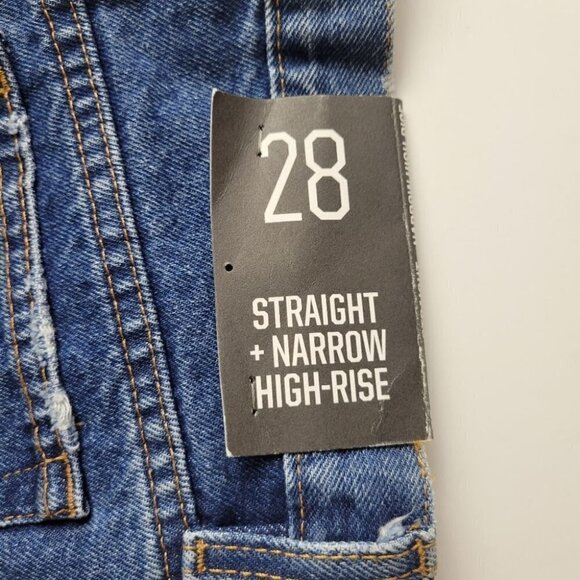 28
STRAIGHT
+ NARROW
HIGH-RISE